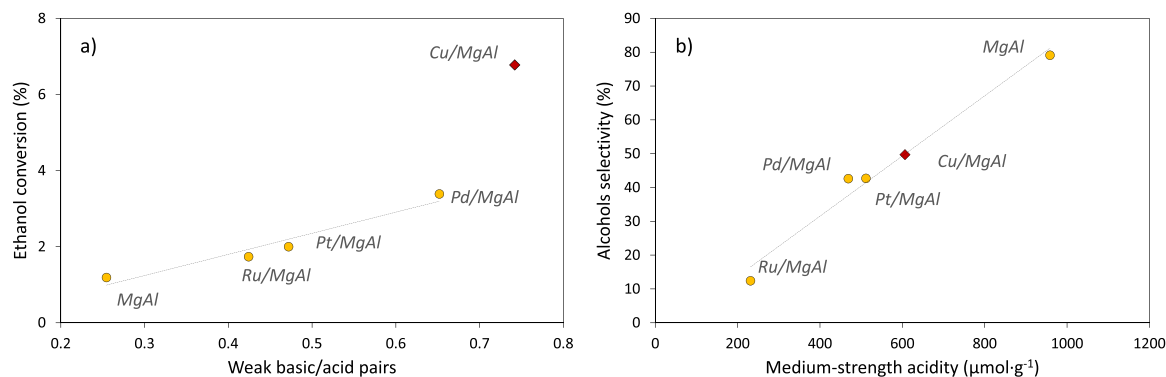 a)
Ethanol conversion (%)
8
6
4
2
0
Cu/MgAl
Pd/MgAl
Pt/MgAl
Ru/MgAl
MgAl
0.2 0.3 0.4 0.5 0.6 0.7 0.8
Weak basic/acid pairs
b)
Alcohols selectivity (%)
90
80
70
60
50
40
30
20
10
0
MgAl
Pd/MgAl
Cu/MgAl
Pt/MgAl
Ru/MgAl
0 200 400 600 800 1000 1200
Medium-strength acidity (μmol·g⁻¹)